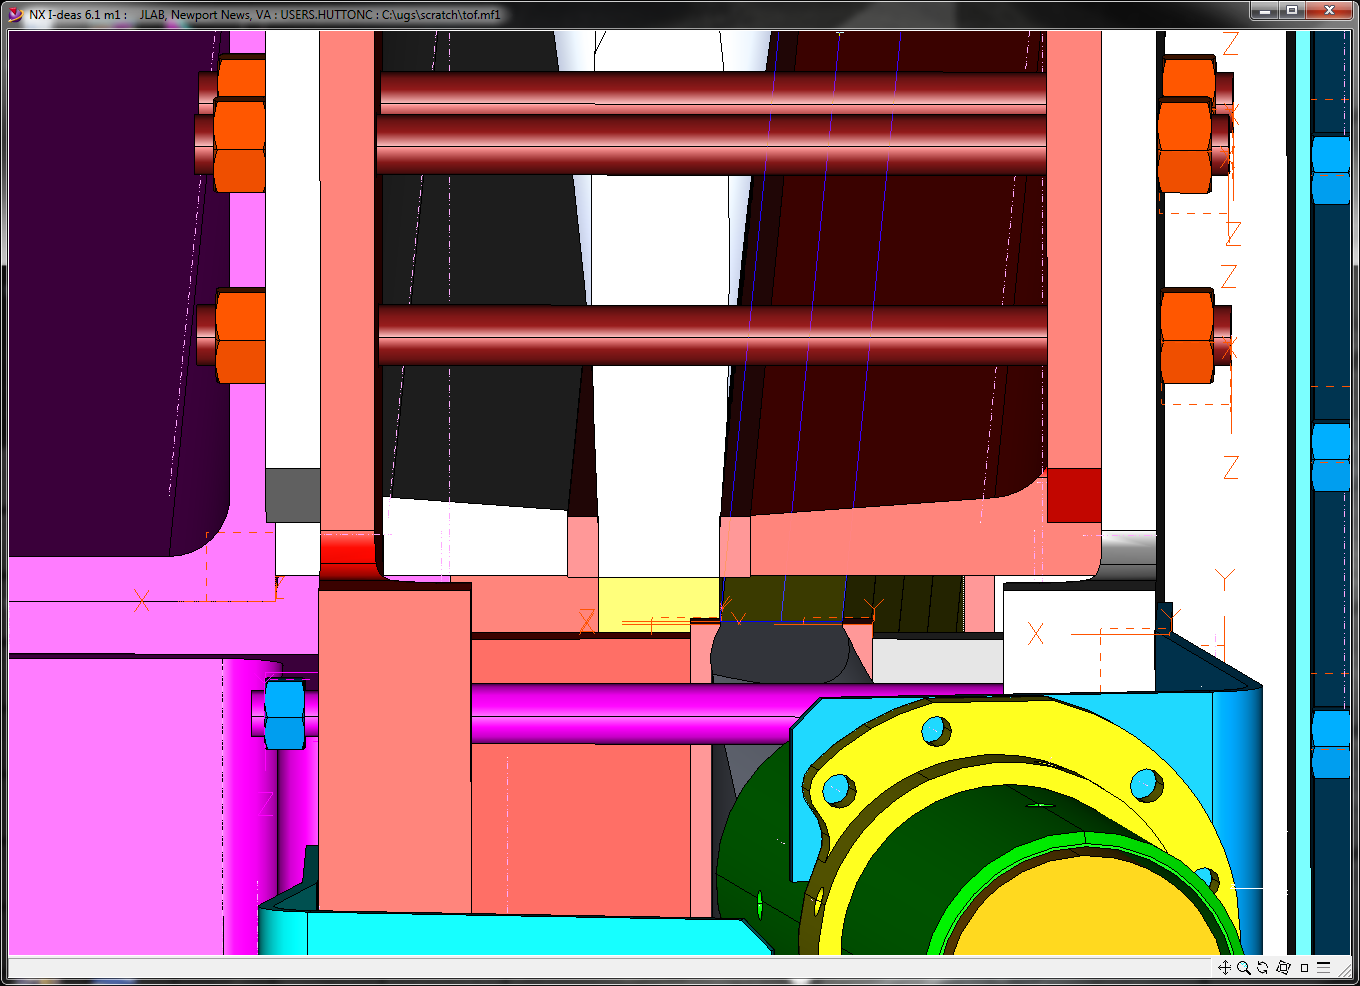 NX I-deas 6.1 m1 :    JLAB, Newport News, VA : USERS.HUTTONC : C:\ugs\scratch\tof.mf1
Z
X
Z
Z
X
Z
Y
X
Z
X
Y
Y
Y
X
Y
Z